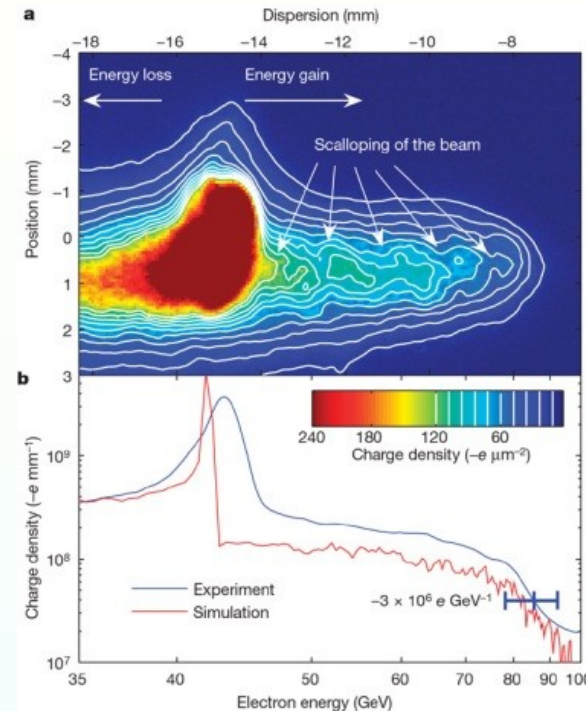 Dispersion (mm)
a
-18 -16 -14 -12 -10 -8
-4
-3
-2
-1
0
1
2
3
Position (mm)
Energy loss
Energy gain
Scalloping of the beam
b
240 180 120 60
Charge density (-e μm⁻²)
10⁹
10⁸
10⁷
Charge density (-e mm⁻¹)
Experiment
Simulation
-3 × 10⁶ e GeV⁻¹
35 40 50 60 70 80 90 100
Electron energy (GeV)